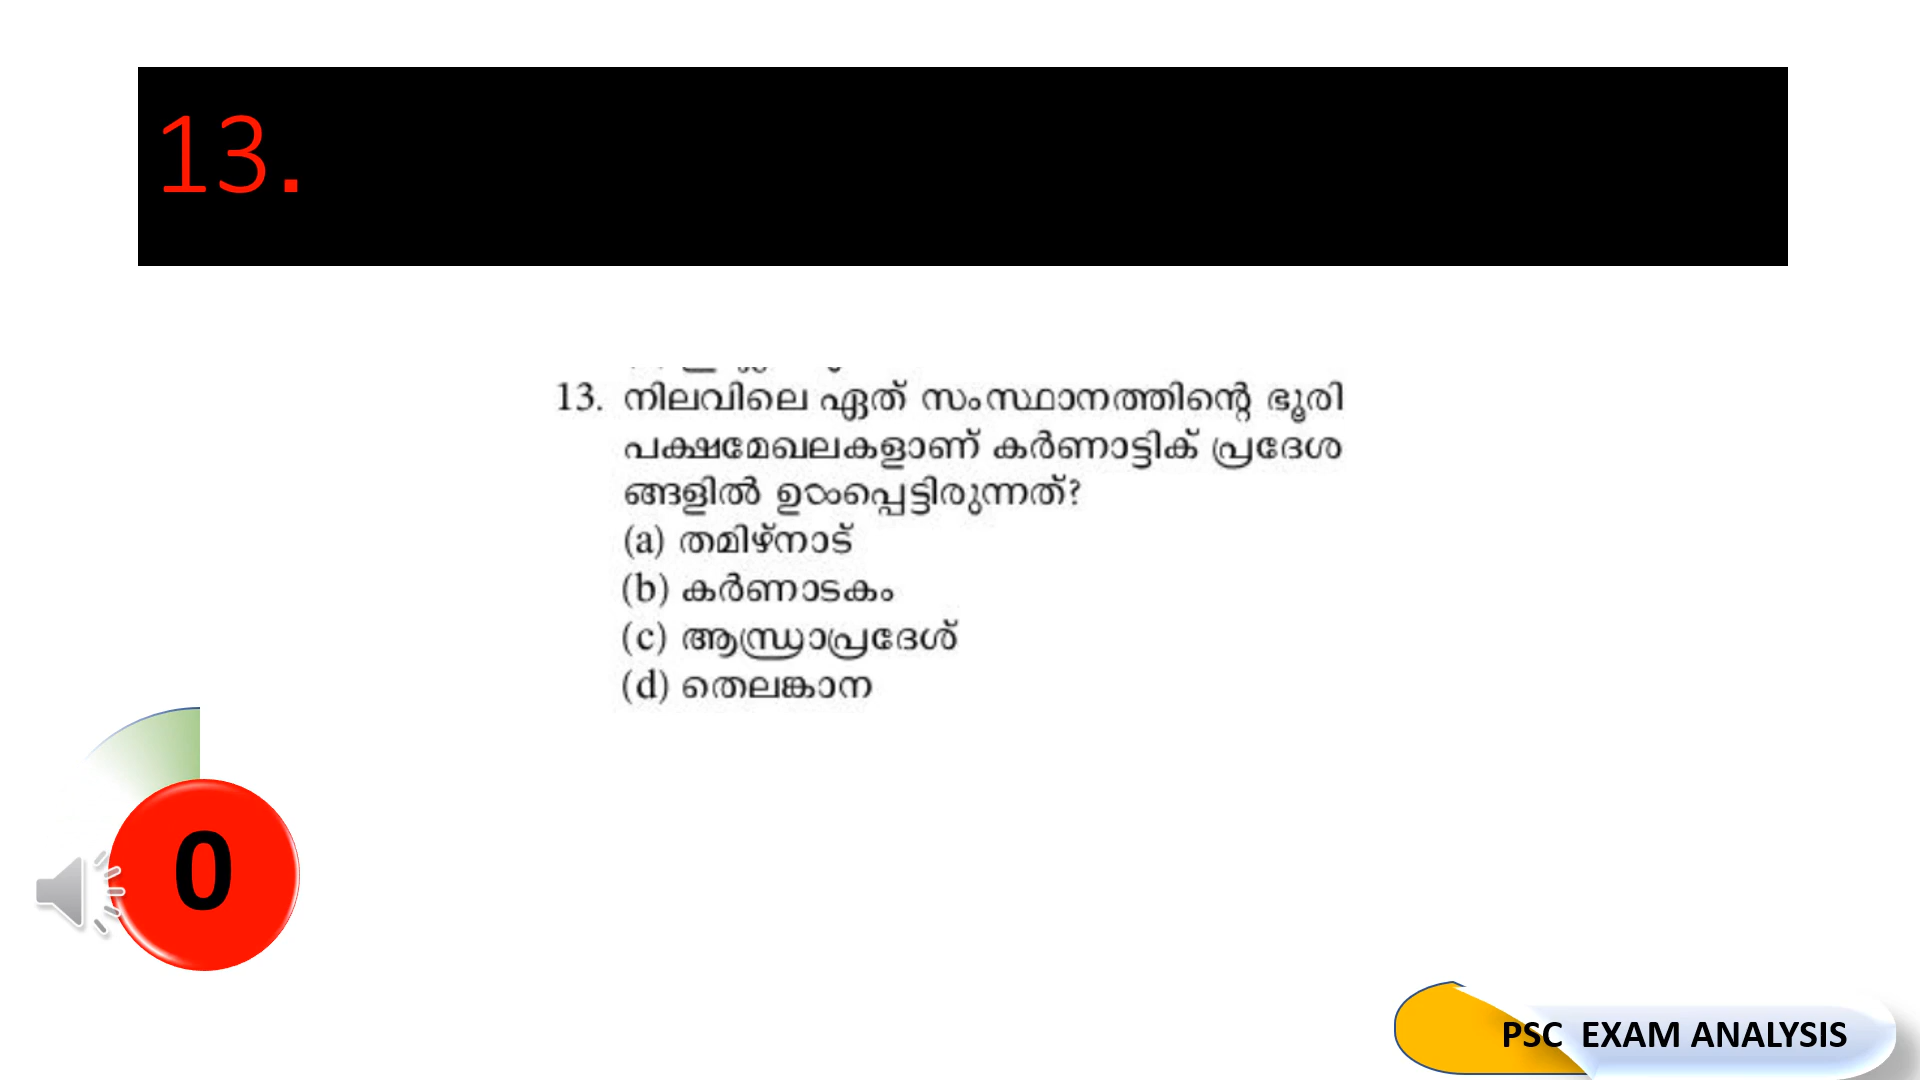 13.
13. നിലവിലെ ഏത് സംസ്ഥാനത്തിന്റെ ഭൂരി
പക്ഷമേഖലകളാണ് കർണാട്ടിക് പ്രദേശ
ങ്ങളിൽ ഉൾപ്പെട്ടിരുന്നത്?
(a) തമിഴ്നാട്
(b) കർണാടകം
(c) ആന്ധ്രാപ്രദേശ്
(d) തെലങ്കാന
0
PSC EXAM ANALYSIS